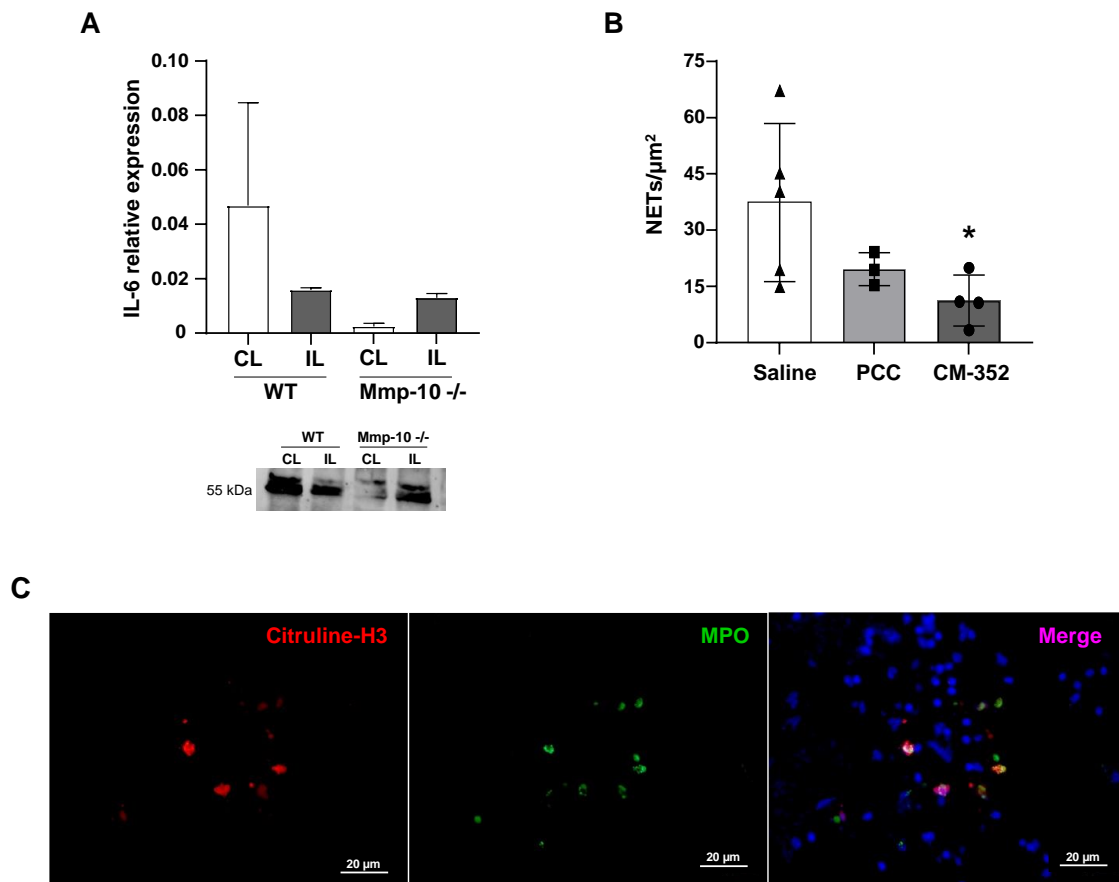 A
IL-6 relative expression
0.10
0.08
0.06
0.04
0.02
0
CL IL CL IL
WT Mmp-10 -/-
WT Mmp-10 -/-
CL IL CL IL
55 kDa
B
NETs/µm²
75
60
45
30
15
0
*
Saline PCC CM-352
C
Citruline-H3
20 µm
MPO
20 µm
Merge
20 µm